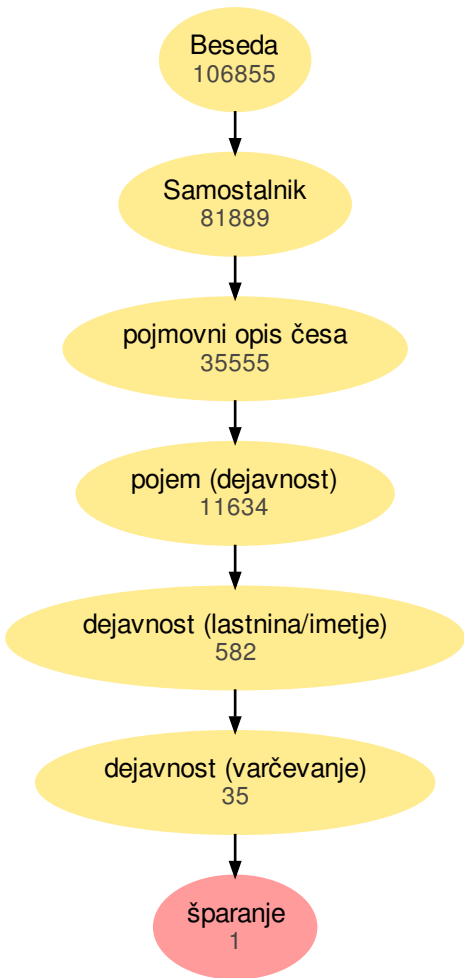 Beseda
106855
Samostalnik
81889
pojmovni opis česa
35555
pojem (dejavnost)
11634
dejavnost (lastnina/imetje)
582
dejavnost (varčevanje)
35
šparanje
1